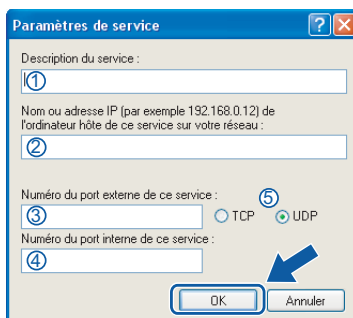 Paramètres de service
?
X
Description du service :
①
Nom ou adresse IP (par exemple 192.168.0.12) de
l'ordinateur hôte de ce service sur votre réseau :
②
Numéro du port externe de ce service :
⑤
③
TCP
UDP
Numéro du port interne de ce service :
④
OK
Annuler